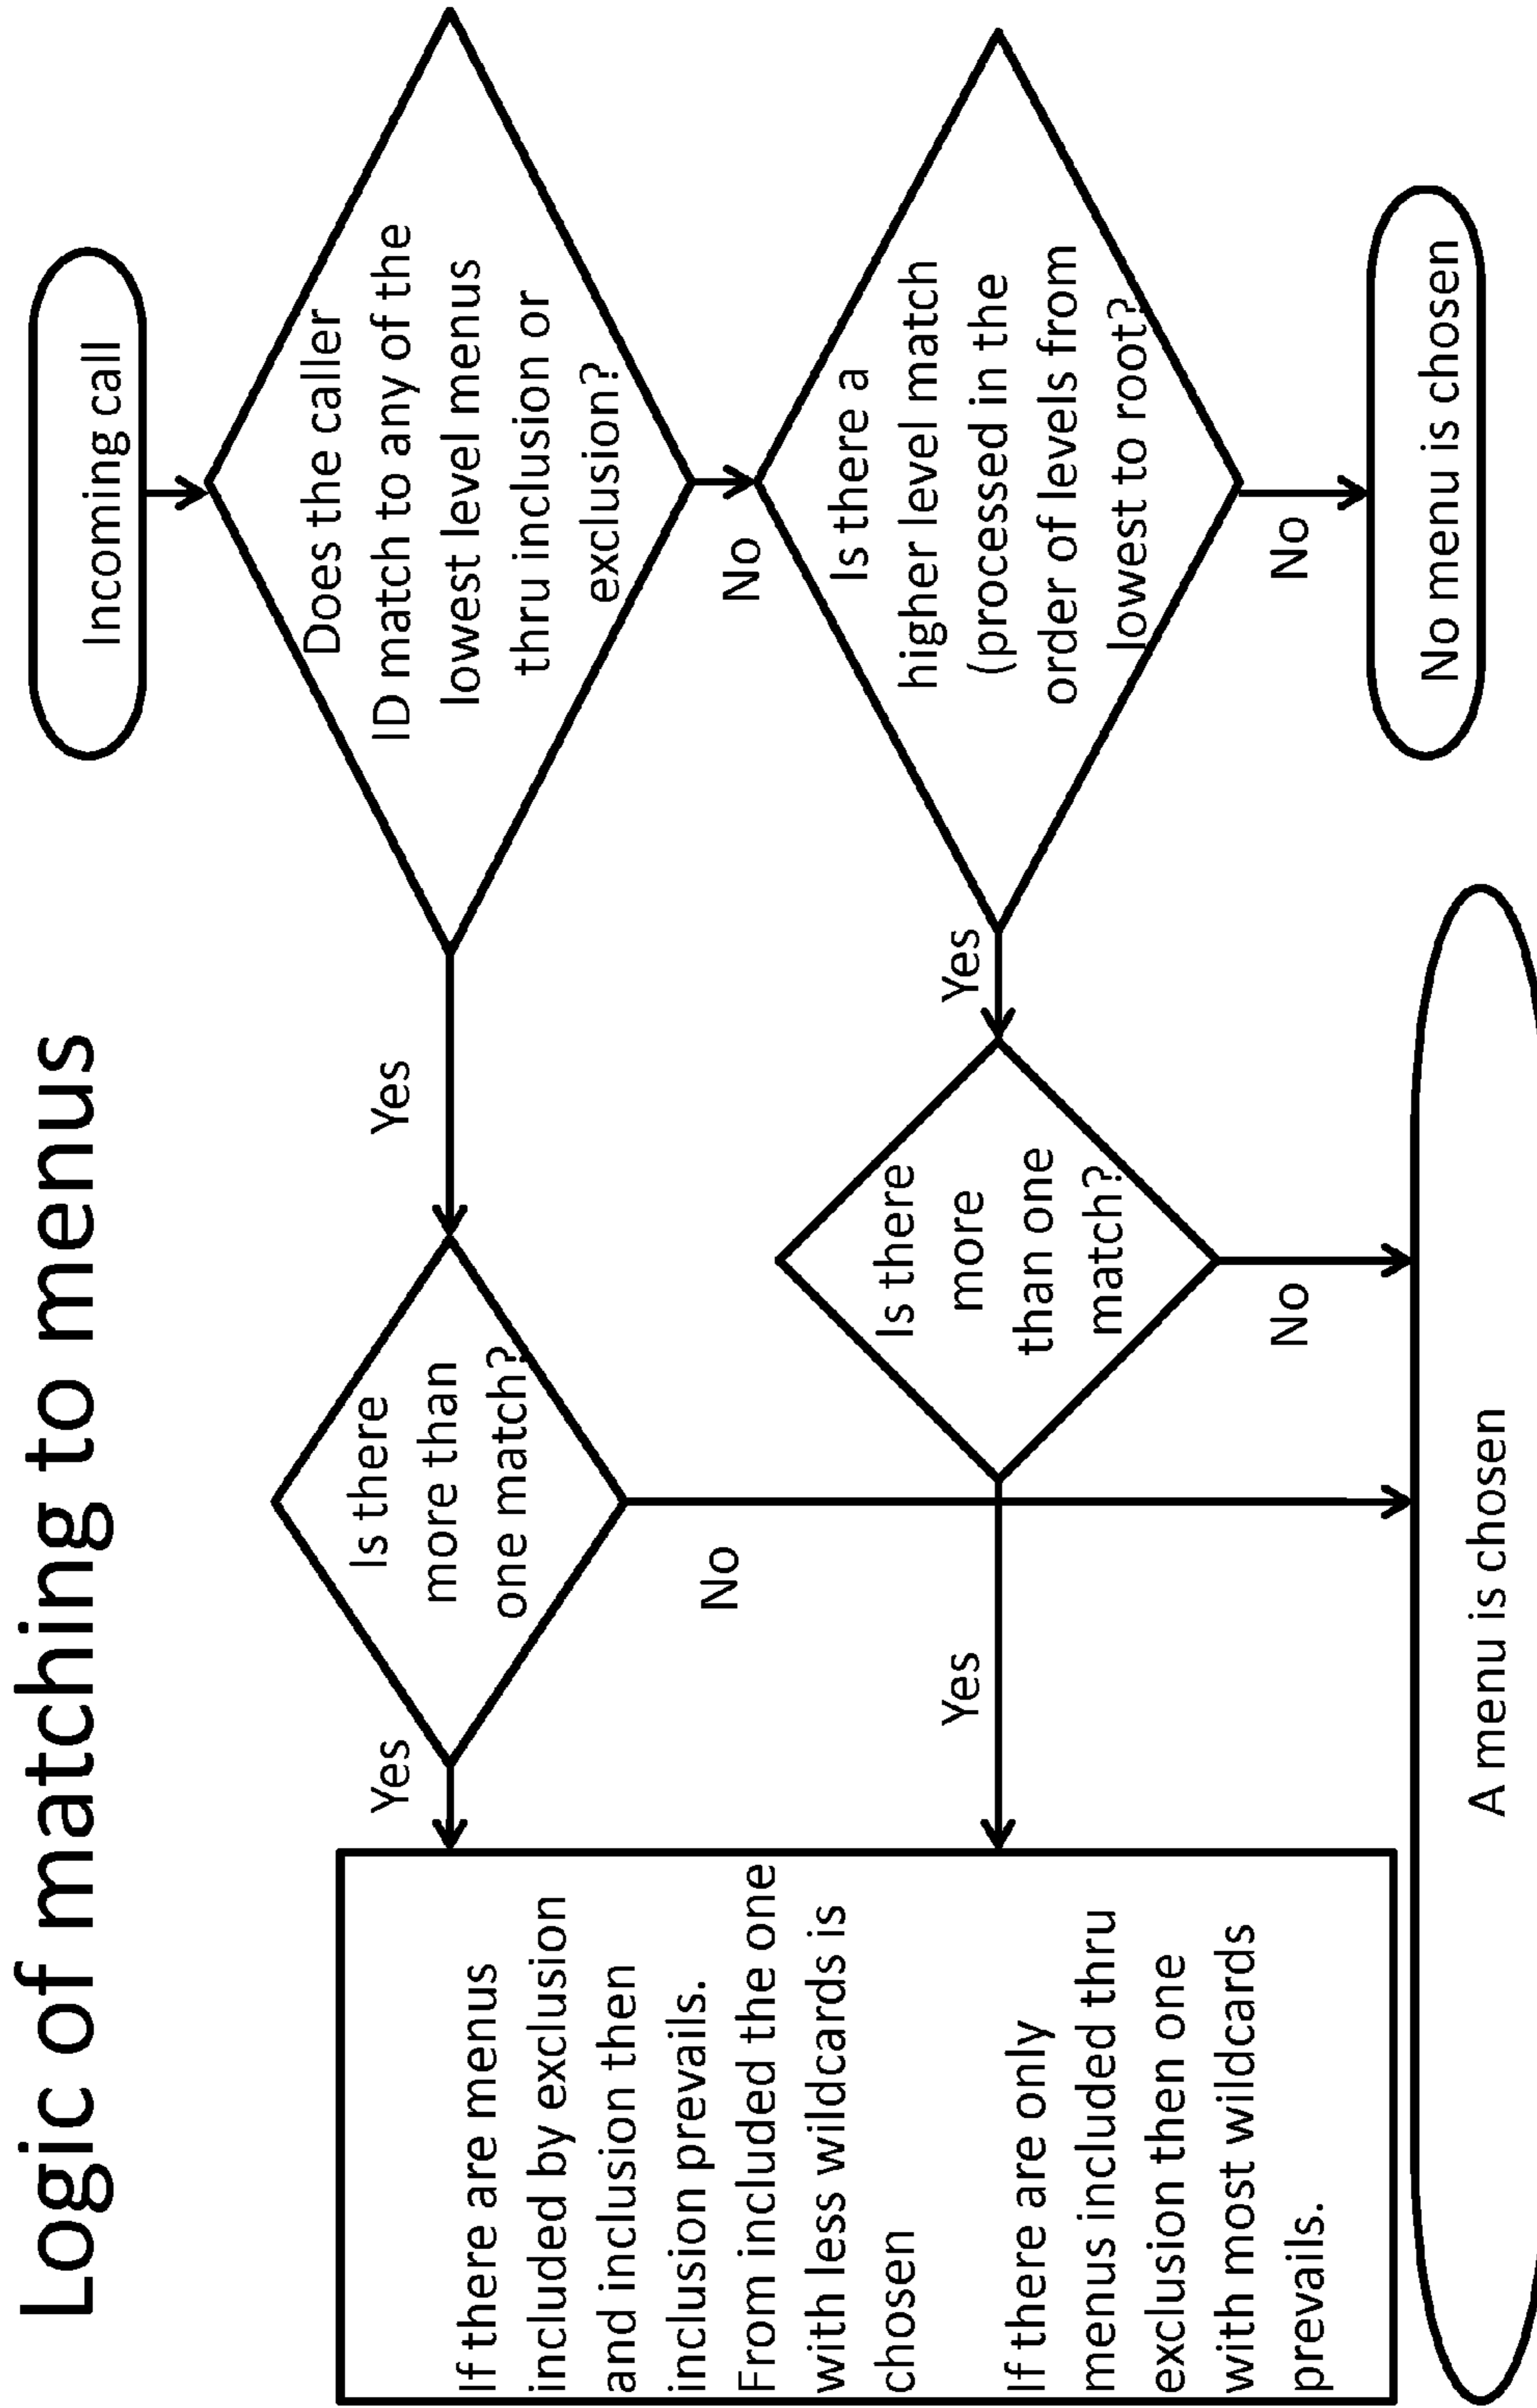 Logic of matching to menus
Incoming call
Does the caller
ID match to any of the
lowest level menus
thru inclusion or
exclusion?
Yes
No
Is there
more than
one match?
Yes
No
If there are menus
included by exclusion
and inclusion then
inclusion prevails.
From included the one
with less wildcards is
chosen
If there are only
menus included thru
exclusion then one
with most wildcards
prevails.
Is there a
higher level match
(processed in the
order of levels from
lowest to root?
Yes
No
Is there
more
than one
match?
Yes
No
A menu is chosen
No menu is chosen